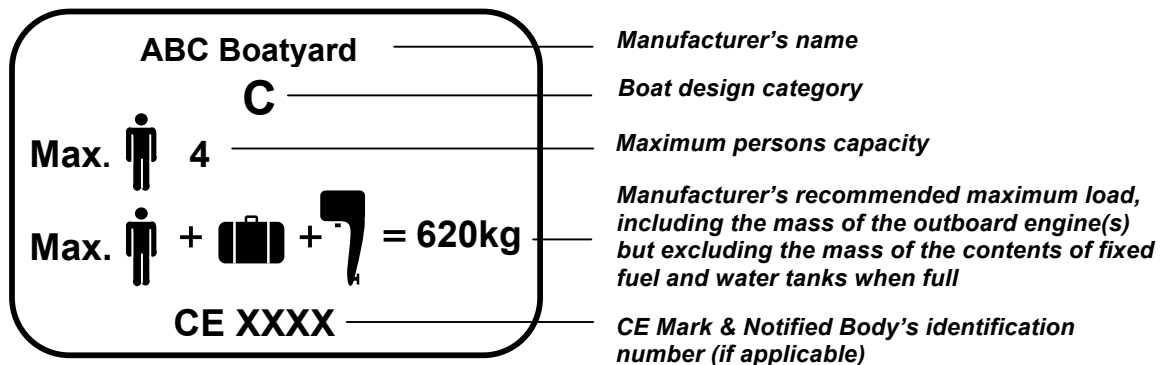 ABC Boatyard
C
Max. 4
Max. + + = 620kg
CE XXXX
Manufacturer's name
Boat design category
Maximum persons capacity
Manufacturer's recommended maximum load,
including the mass of the outboard engine(s)
but excluding the mass of the contents of fixed
fuel and water tanks when full
CE Mark & Notified Body's identification
number (if applicable)